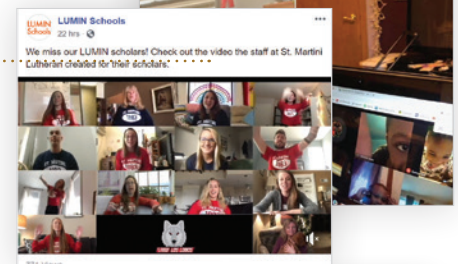 LUMIN
Schools
LUMIN Schools
22 hrs
We miss our LUMIN scholars! Check out the video the staff at St. Martini
Lutheran created for their scholars.